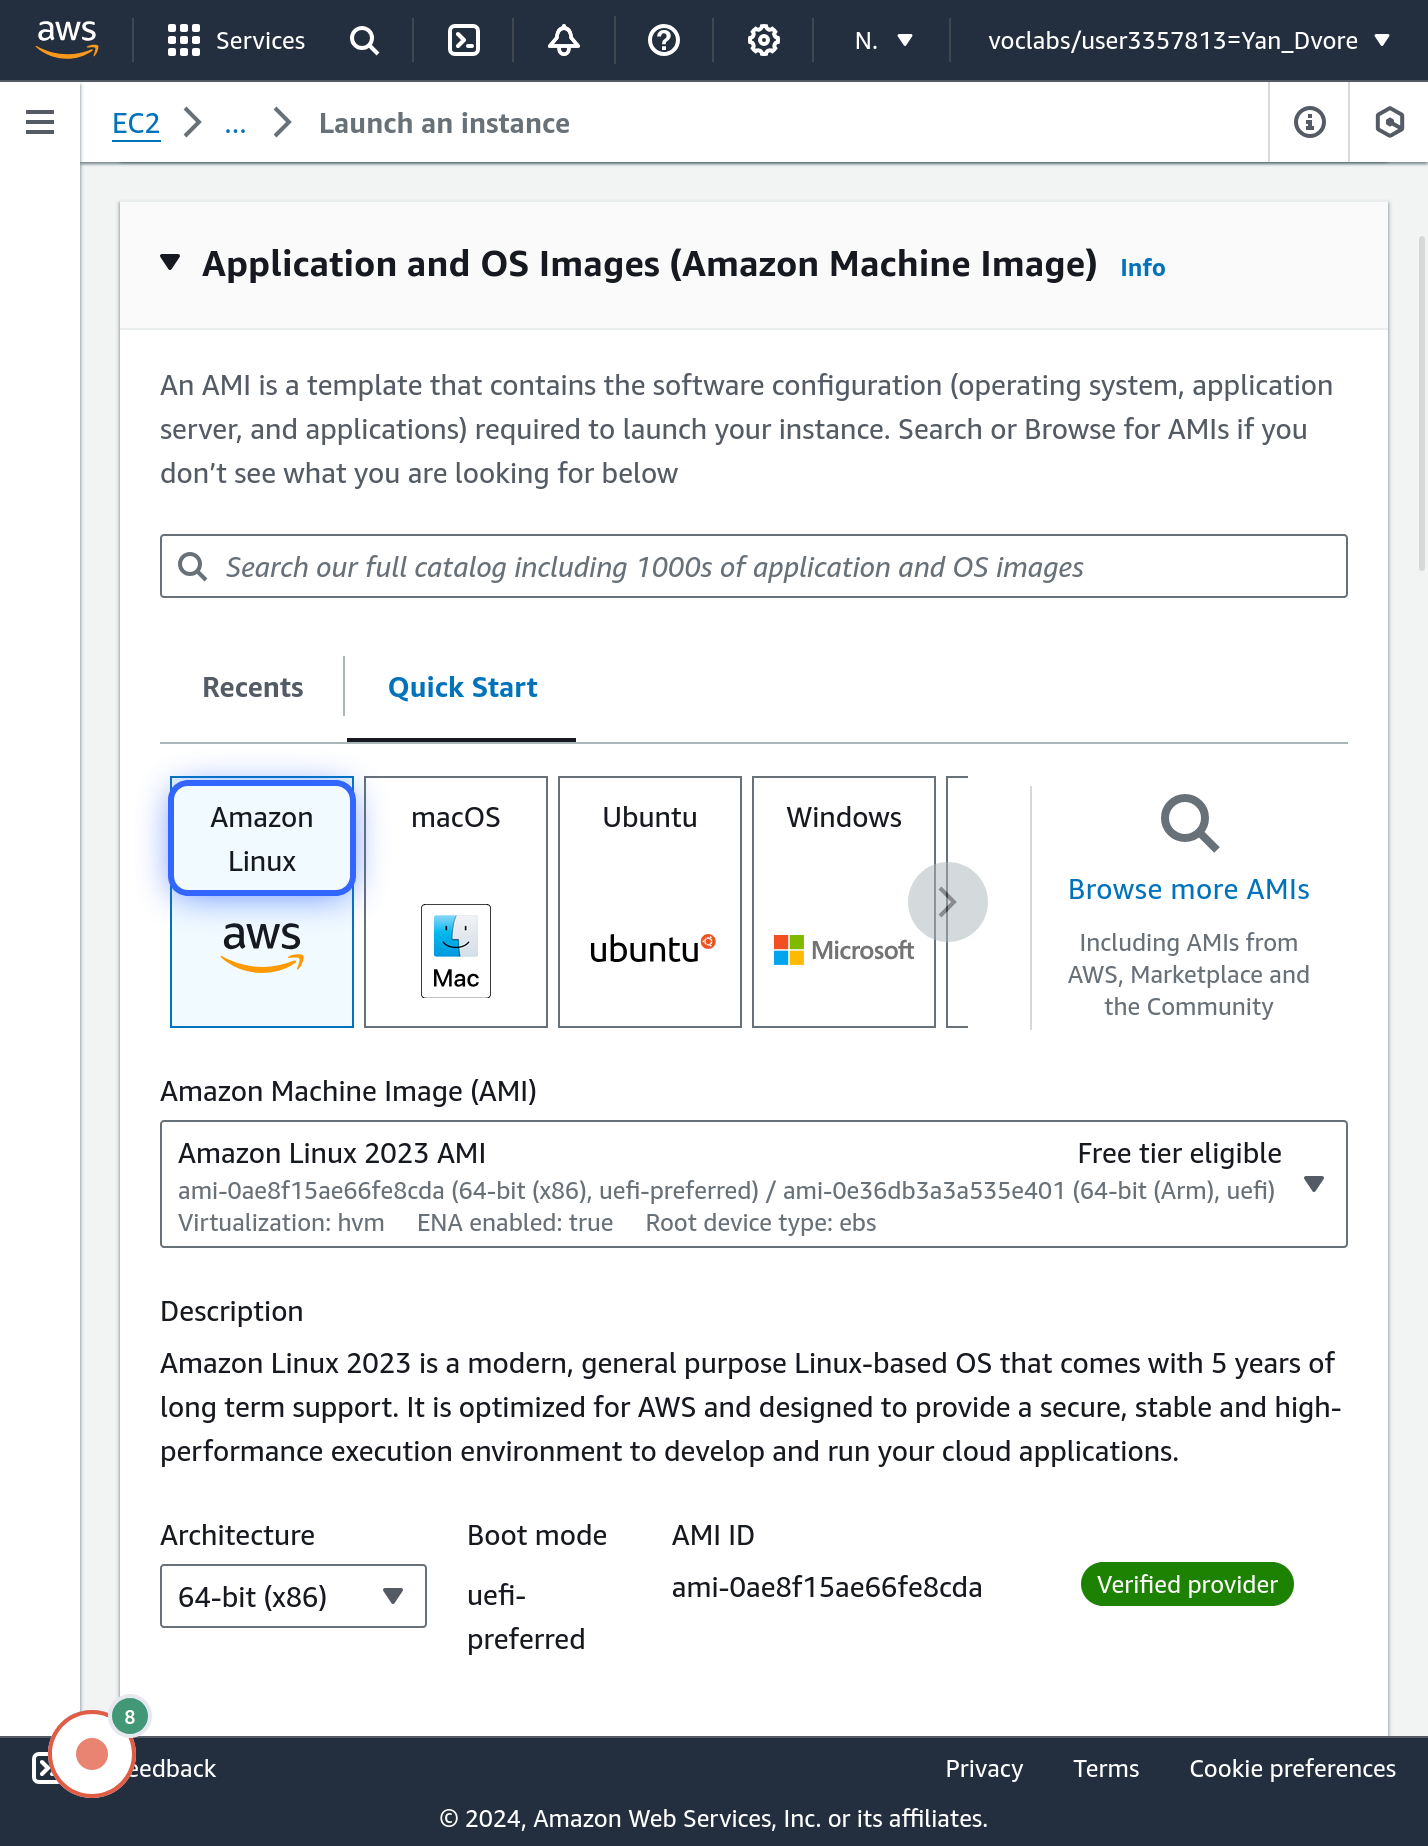 aws
Services
N.
voclabs/user3357813=Yan_Dvore
EC2
...
Launch an instance
Application and OS Images (Amazon Machine Image) Info
An AMI is a template that contains the software configuration (operating system, application
server, and applications) required to launch your instance. Search or Browse for AMIs if you
don’t see what you are looking for below
Search our full catalog including 1000s of application and OS images
Recents
Quick Start
Amazon
Linux
aws
macOS
Mac
Ubuntu
ubuntu
Windows
Microsoft
Browse more AMIs
Including AMIs from
AWS, Marketplace and
the Community
Amazon Machine Image (AMI)
Amazon Linux 2023 AMI
Free tier eligible
ami-0ae8f15ae66fe8cda (64-bit (x86), uefi-preferred) / ami-0e36db3a3a535e401 (64-bit (Arm), uefi)
Virtualization: hvm ENA enabled: true Root device type: ebs
Description
Amazon Linux 2023 is a modern, general purpose Linux-based OS that comes with 5 years of
long term support. It is optimized for AWS and designed to provide a secure, stable and high-
performance execution environment to develop and run your cloud applications.
Architecture
64-bit (x86)
Boot mode
uefi-
preferred
AMI ID
ami-0ae8f15ae66fe8cda
Verified provider
8
eedback
Privacy
Terms
Cookie preferences
© 2024, Amazon Web Services, Inc. or its affiliates.